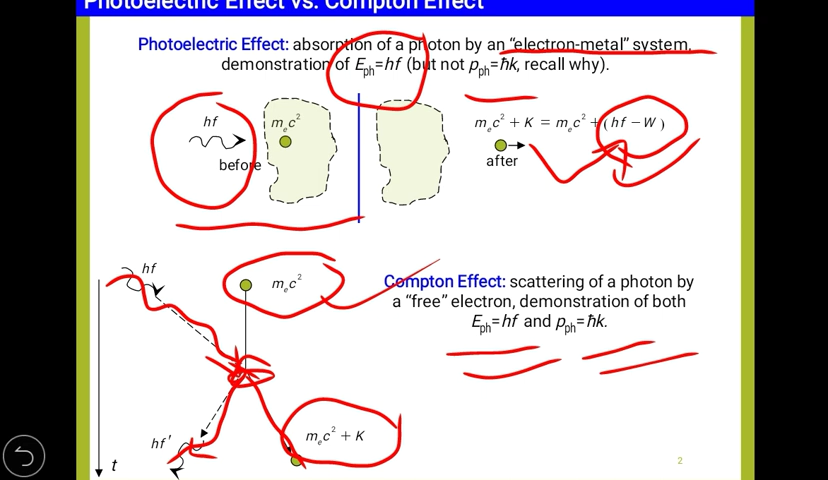 Photoelectric Effect vs. Compton Effect
Photoelectric Effect: absorption of a photon by an “electron-metal” system,
demonstration of Eph=hf (but not pph=ħk, recall why).
hf
mₑc²
before
mₑc² + K = mₑc² + (hf − W)
after
hf
mₑc²
Compton Effect: scattering of a photon by
a “free” electron, demonstration of both
Eph=hf and pph=ħk.
mₑc² + K
hf'
t
2